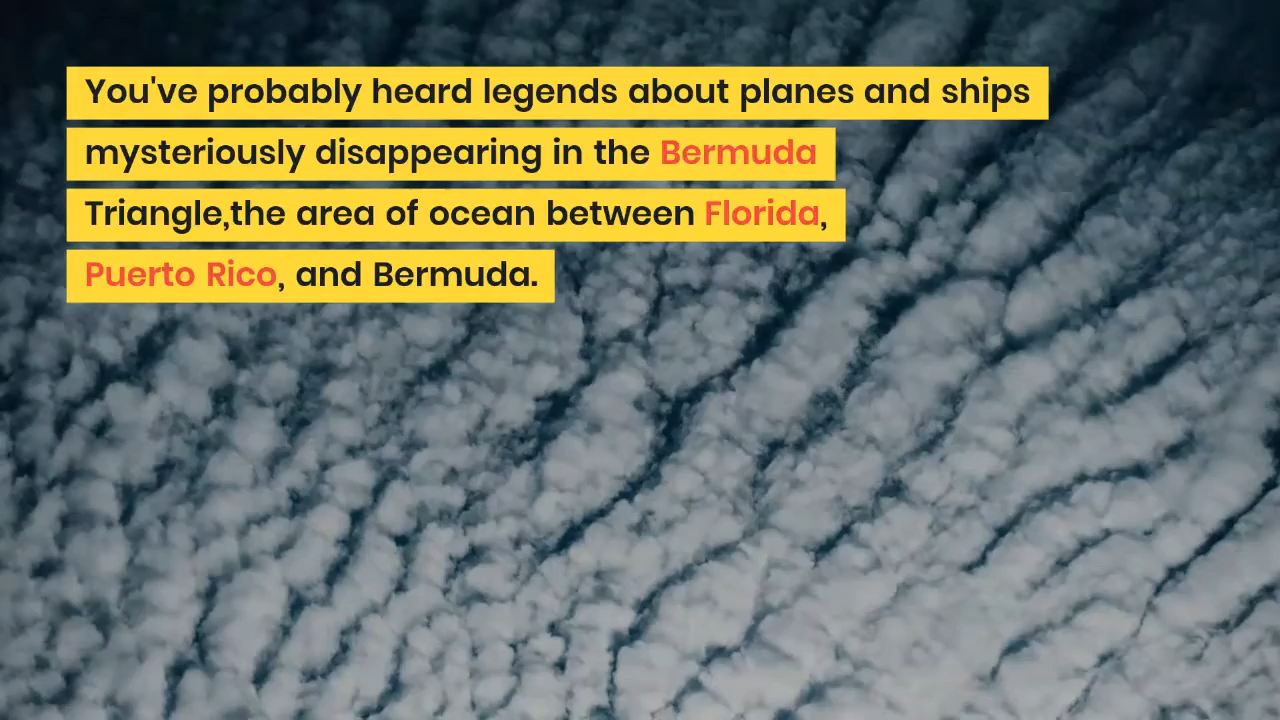 You've probably heard legends about planes and ships
mysteriously disappearing in the Bermuda
Triangle,the area of ocean between Florida,
Puerto Rico, and Bermuda.